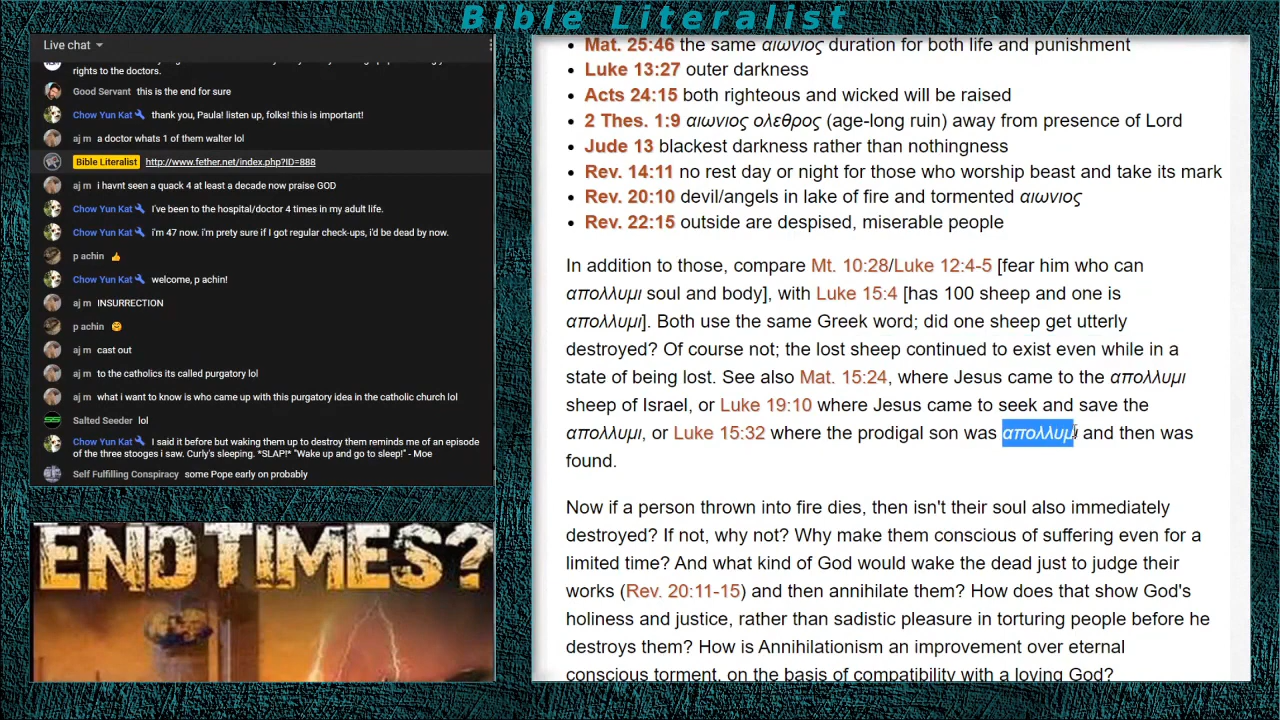 Bible Literalist
Live chat
rights to the doctors.
Good Servant this is the end for sure
Chow Yun Kat thank you, Paula! listen up, folks! this is important!
aj m a doctor whats 1 of them walter lol
Bible Literalist http://www.fether.net/index.php?ID=888
aj m i havnt seen a quack 4 at least a decade now praise GOD
Chow Yun Kat I've been to the hospital/doctor 4 times in my adult life.
Chow Yun Kat i'm 47 now. i'm prety sure if I got regular check-ups, i'd be dead by now.
p achin 👍
Chow Yun Kat welcome, p achin!
aj m INSURRECTION
p achin
aj m cast out
aj m to the catholics its called purgatory lol
aj m what i want to know is who came up with this purgatory idea in the catholic church lol
Salted Seeder lol
Chow Yun Kat I said it before but waking them up to destroy them reminds me of an episode
of the three stooges i saw. Curly's sleeping. *SLAP!* "Wake up and go to sleep!" - Moe
Self Fulfilling Conspiracy some Pope early on probably
END TIMES?
• Mat. 25:46 the same αιωνιος duration for both life and punishment
• Luke 13:27 outer darkness
• Acts 24:15 both righteous and wicked will be raised
• 2 Thes. 1:9 αιωνιος ολεθρος (age-long ruin) away from presence of Lord
• Jude 13 blackest darkness rather than nothingness
• Rev. 14:11 no rest day or night for those who worship beast and take its mark
• Rev. 20:10 devil/angels in lake of fire and tormented αιωνιος
• Rev. 22:15 outside are despised, miserable people
In addition to those, compare Mt. 10:28/Luke 12:4-5 [fear him who can
απολλυμι soul and body], with Luke 15:4 [has 100 sheep and one is
απολλυμι]. Both use the same Greek word; did one sheep get utterly
destroyed? Of course not; the lost sheep continued to exist even while in a
state of being lost. See also Mat. 15:24, where Jesus came to the απολλυμι
sheep of Israel, or Luke 19:10 where Jesus came to seek and save the
απολλυμι, or Luke 15:32 where the prodigal son was απολλυμι and then was
found.
Now if a person thrown into fire dies, then isn't their soul also immediately
destroyed? If not, why not? Why make them conscious of suffering even for a
limited time? And what kind of God would wake the dead just to judge their
works (Rev. 20:11-15) and then annihilate them? How does that show God's
holiness and justice, rather than sadistic pleasure in torturing people before he
destroys them? How is Annihilationism an improvement over eternal
conscious torment, on the basis of compatibility with a loving God?